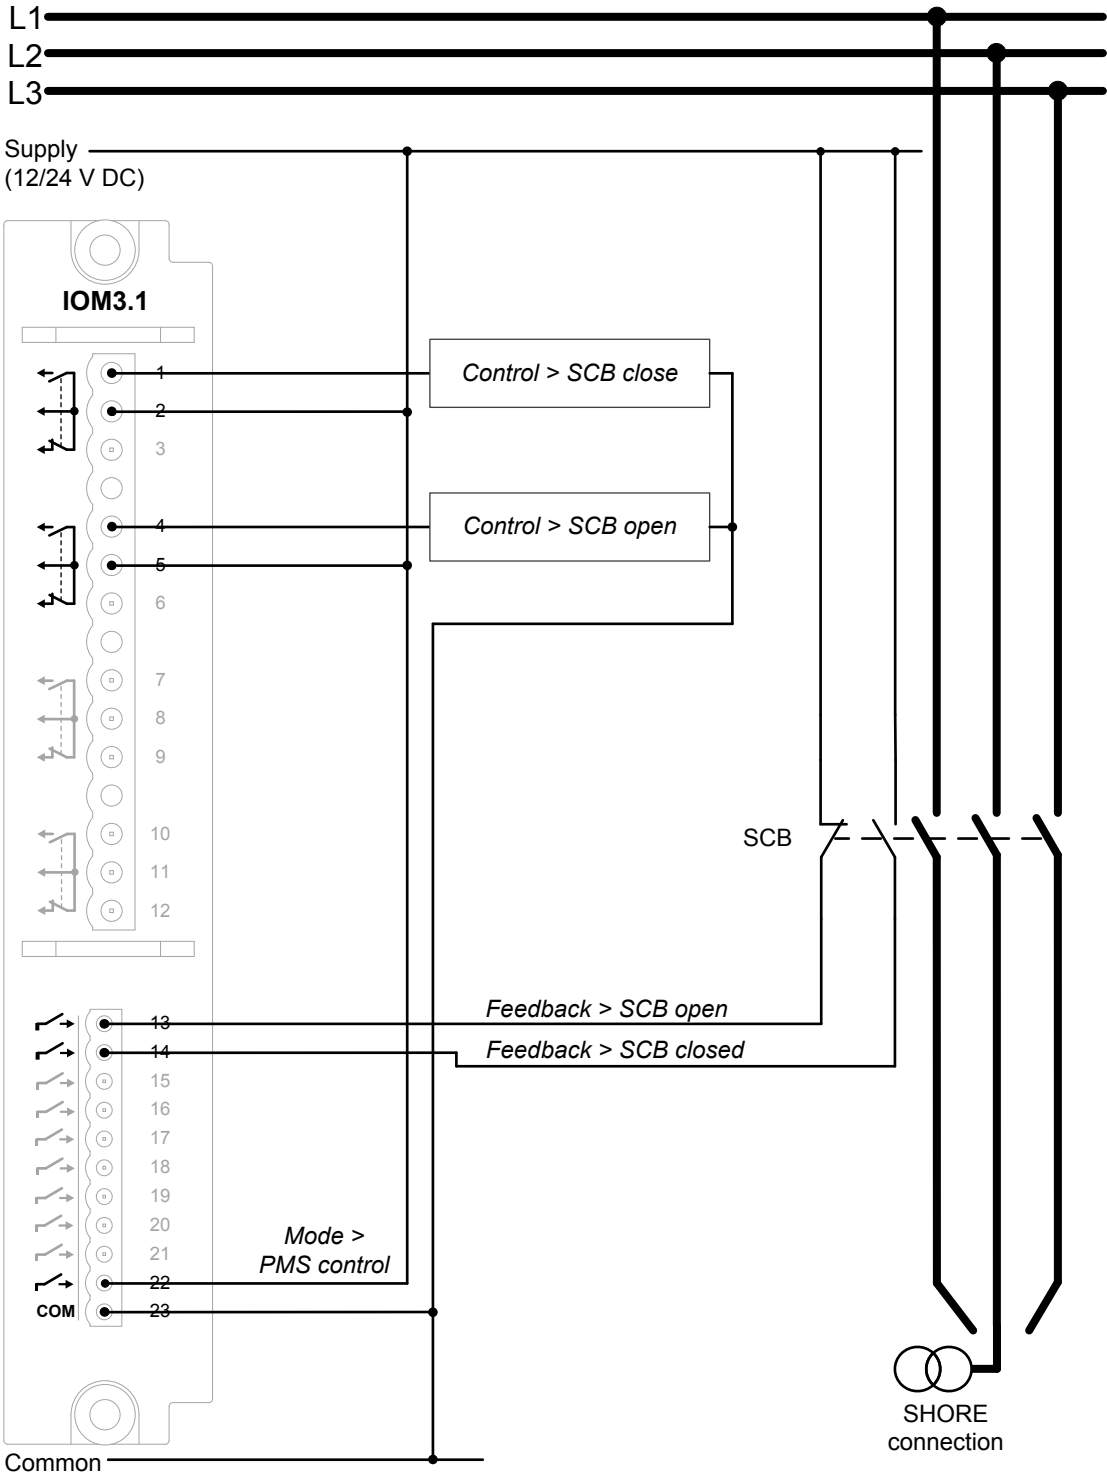 L1
L2
L3
Supply
(12/24 V DC)
IOM3.1
1
Control > SCB close
2
3
4
Control > SCB open
5
6
7
8
9
10
SCB
11
12
Feedback > SCB open
13
Feedback > SCB closed
14
15
16
17
18
19
20
21
Mode >
PMS control
22
COM
23
SHORE
connection
Common